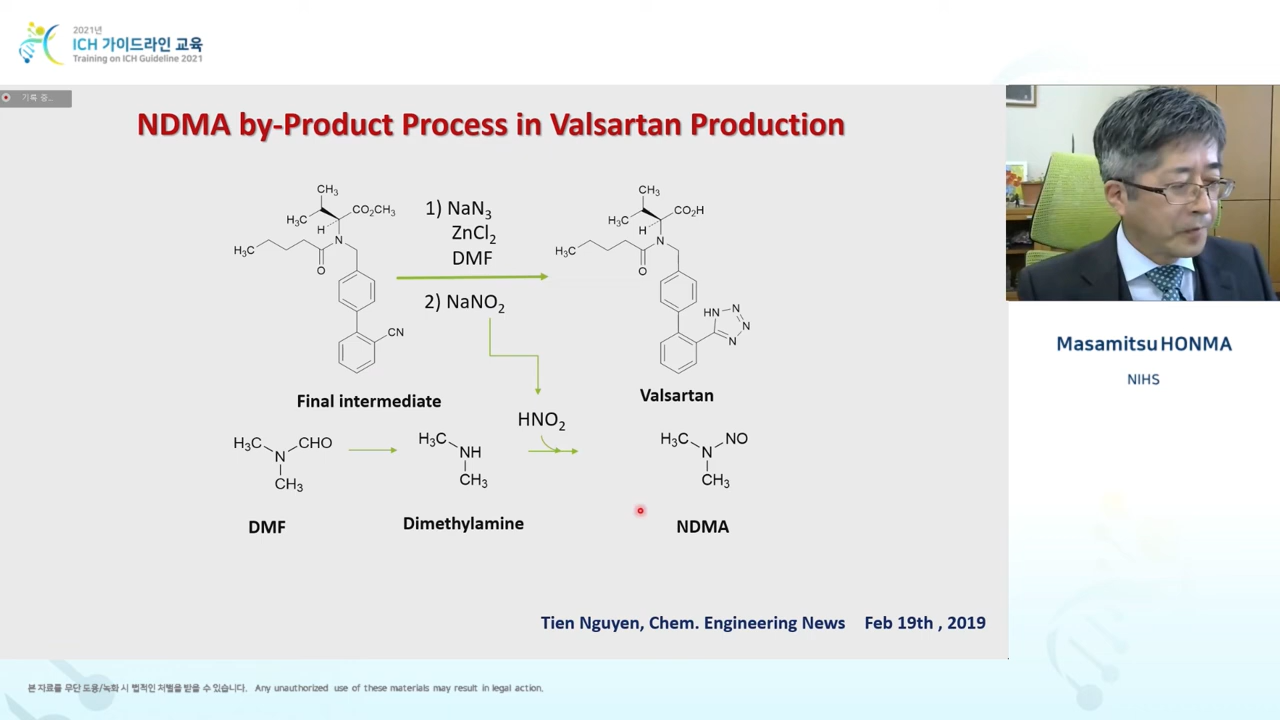 2021년
ICH 가이드라인 교육
Training on ICH Guideline 2021
기록 중...
NDMA by-Product Process in Valsartan Production
CH₃
H₃C
CO₂CH₃
H
N
H₃C
O
CN
Final intermediate
1) NaN₃
ZnCl₂
DMF
2) NaNO₂
CH₃
H₃C
CO₂H
H
N
H₃C
O
HN
N
N
N
Valsartan
HNO₂
H₃C
CHO
N
CH₃
DMF
H₃C
NH
CH₃
Dimethylamine
H₃C
NO
N
CH₃
NDMA
Tien Nguyen, Chem. Engineering News Feb 19th , 2019
Masamitsu HONMA
NIHS
본 자료를 무단 도용/녹화 시 법적인 처벌을 받을 수 있습니다. Any unauthorized use of these materials may result in legal action.